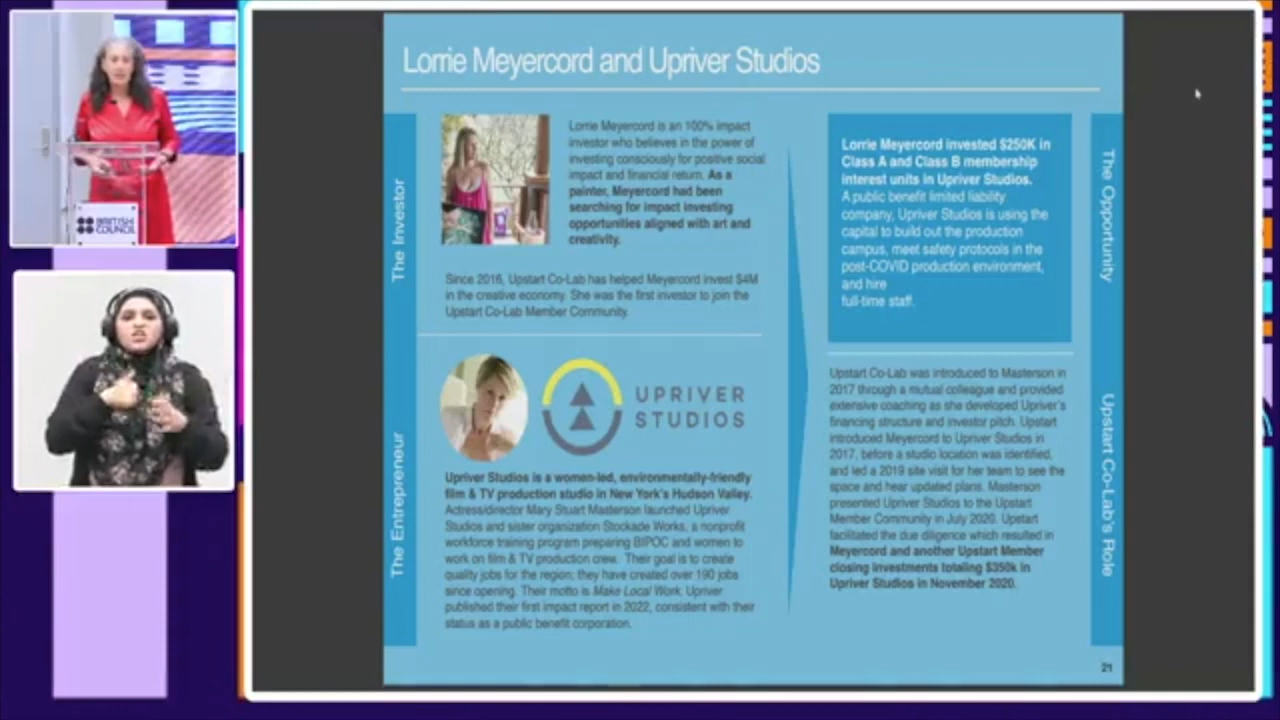 Lorrie Meyercord and Upriver Studios
The Investor
Lorrie Meyercord is an 100% impact
investor who believes in the power of
investing consciously for positive social
impact and financial return. As a
painter, Meyercord had been
searching for impact investing
opportunities aligned with art and
creativity.
Since 2016, Upstart Co-Lab has helped Meyercord invest $4M
in the creative economy. She was the first investor to join the
Upstart Co-Lab Member Community.
The Entrepreneur
UPRIVER
STUDIOS
Upriver Studios is a women-led, environmentally-friendly
film & TV production studio in New York's Hudson Valley.
Actress/director Mary Stuart Masterson launched Upriver
Studios and sister organization Stockade Works, a nonprofit
workforce training program preparing BIPOC and women to
work on film & TV production crew. Their goal is to create
quality jobs for the region; they have created over 190 jobs
since opening. Their motto is Make Local Work. Upriver
published their first impact report in 2022, consistent with their
status as a public benefit corporation.
Lorrie Meyercord invested $250K in
Class A and Class B membership
interest units in Upriver Studios.
A public benefit limited liability
company, Upriver Studios is using the
capital to build out the production
campus, meet safety protocols in the
post-COVID production environment,
and hire
full-time staff.
The Opportunity
Upstart Co-Lab was introduced to Masterson in
2017 through a mutual colleague and provided
extensive coaching as she developed Upriver's
financing structure and investor pitch. Upstart
introduced Meyercord to Upriver Studios in
2017, before a studio location was identified,
and led a 2019 site visit for her team to see the
space and hear updated plans. Masterson
presented Upriver Studios to the Upstart
Member Community in July 2020. Upstart
facilitated the due diligence which resulted in
Meyercord and another Upstart Member
closing investments totaling $350k in
Upriver Studios in November 2020.
Upstart Co-Lab's Role
21
BRITISH
COUNCIL